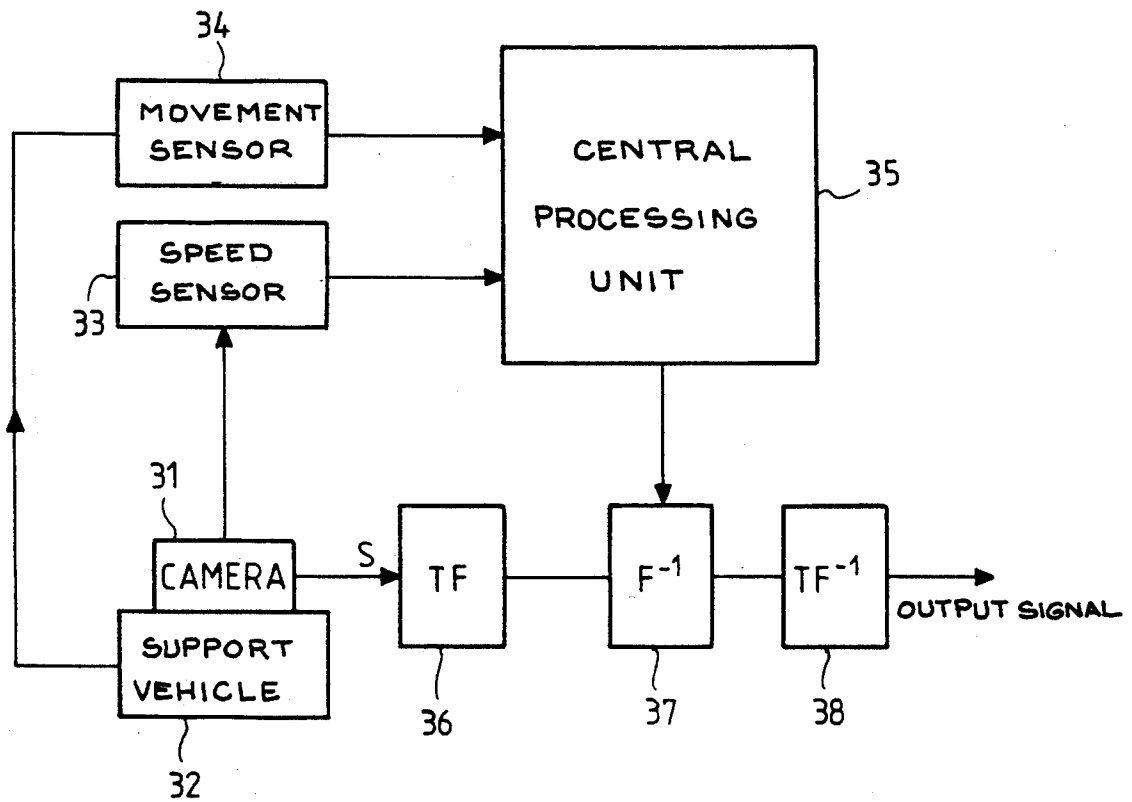 34
MOVEMENT
SENSOR
CENTRAL
PROCESSING
UNIT
35
SPEED
SENSOR
33
31
CAMERA
S
TF
F⁻¹
TF⁻¹
OUTPUT SIGNAL
SUPPORT
VEHICLE
36
37
38
32